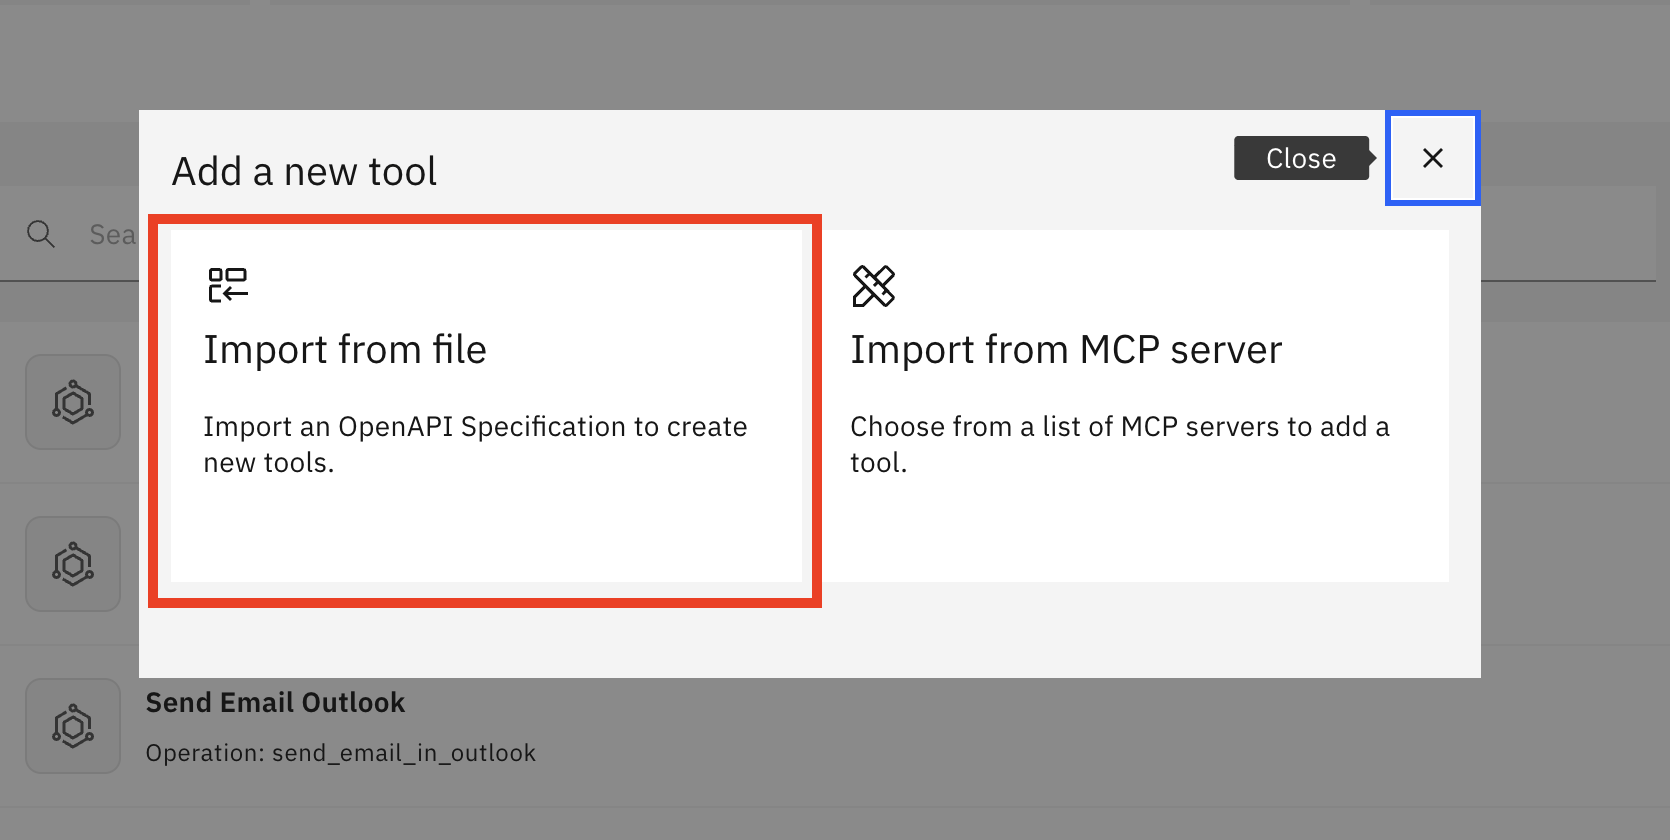 Add a new tool
Close
Sea
Import from file
Import an OpenAPI Specification to create
new tools.
Import from MCP server
Choose from a list of MCP servers to add a
tool.
Send Email Outlook
Operation: send_email_in_outlook